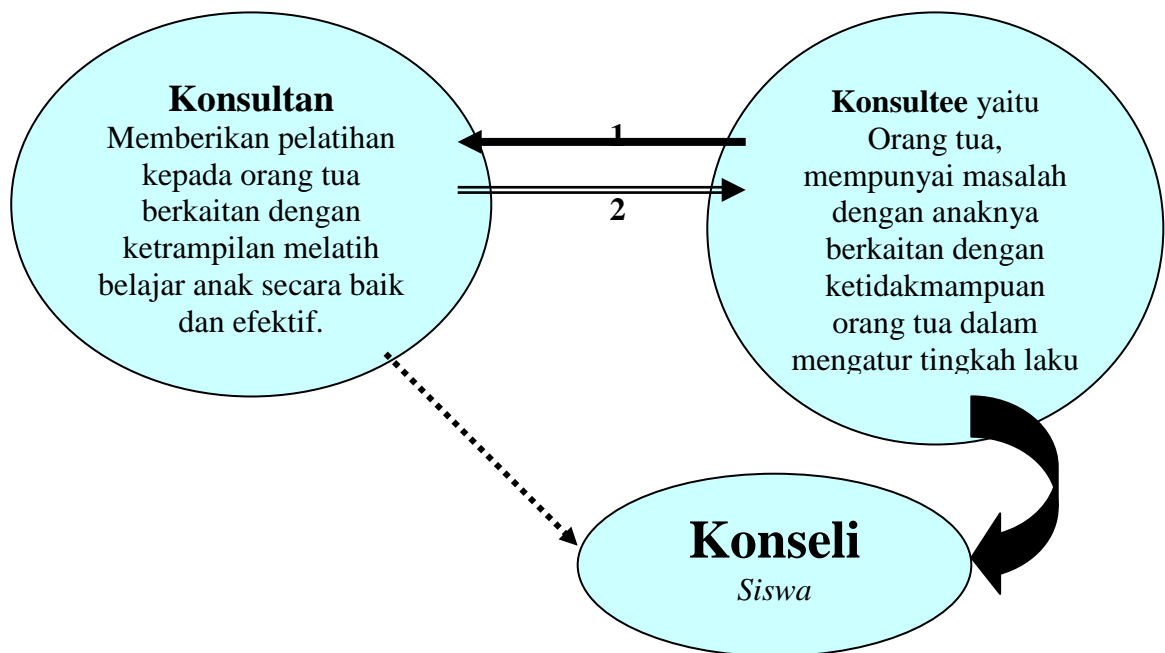 Konsultan
Memberikan pelatihan
kepada orang tua
berkaitan dengan
ketrampilan melatih
belajar anak secara baik
dan efektif.
1
2
Konsultee yaitu
Orang tua,
mempunyai masalah
dengan anaknya
berkaitan dengan
ketidakmampuan
orang tua dalam
mengatur tingkah laku
Konseli
Siswa